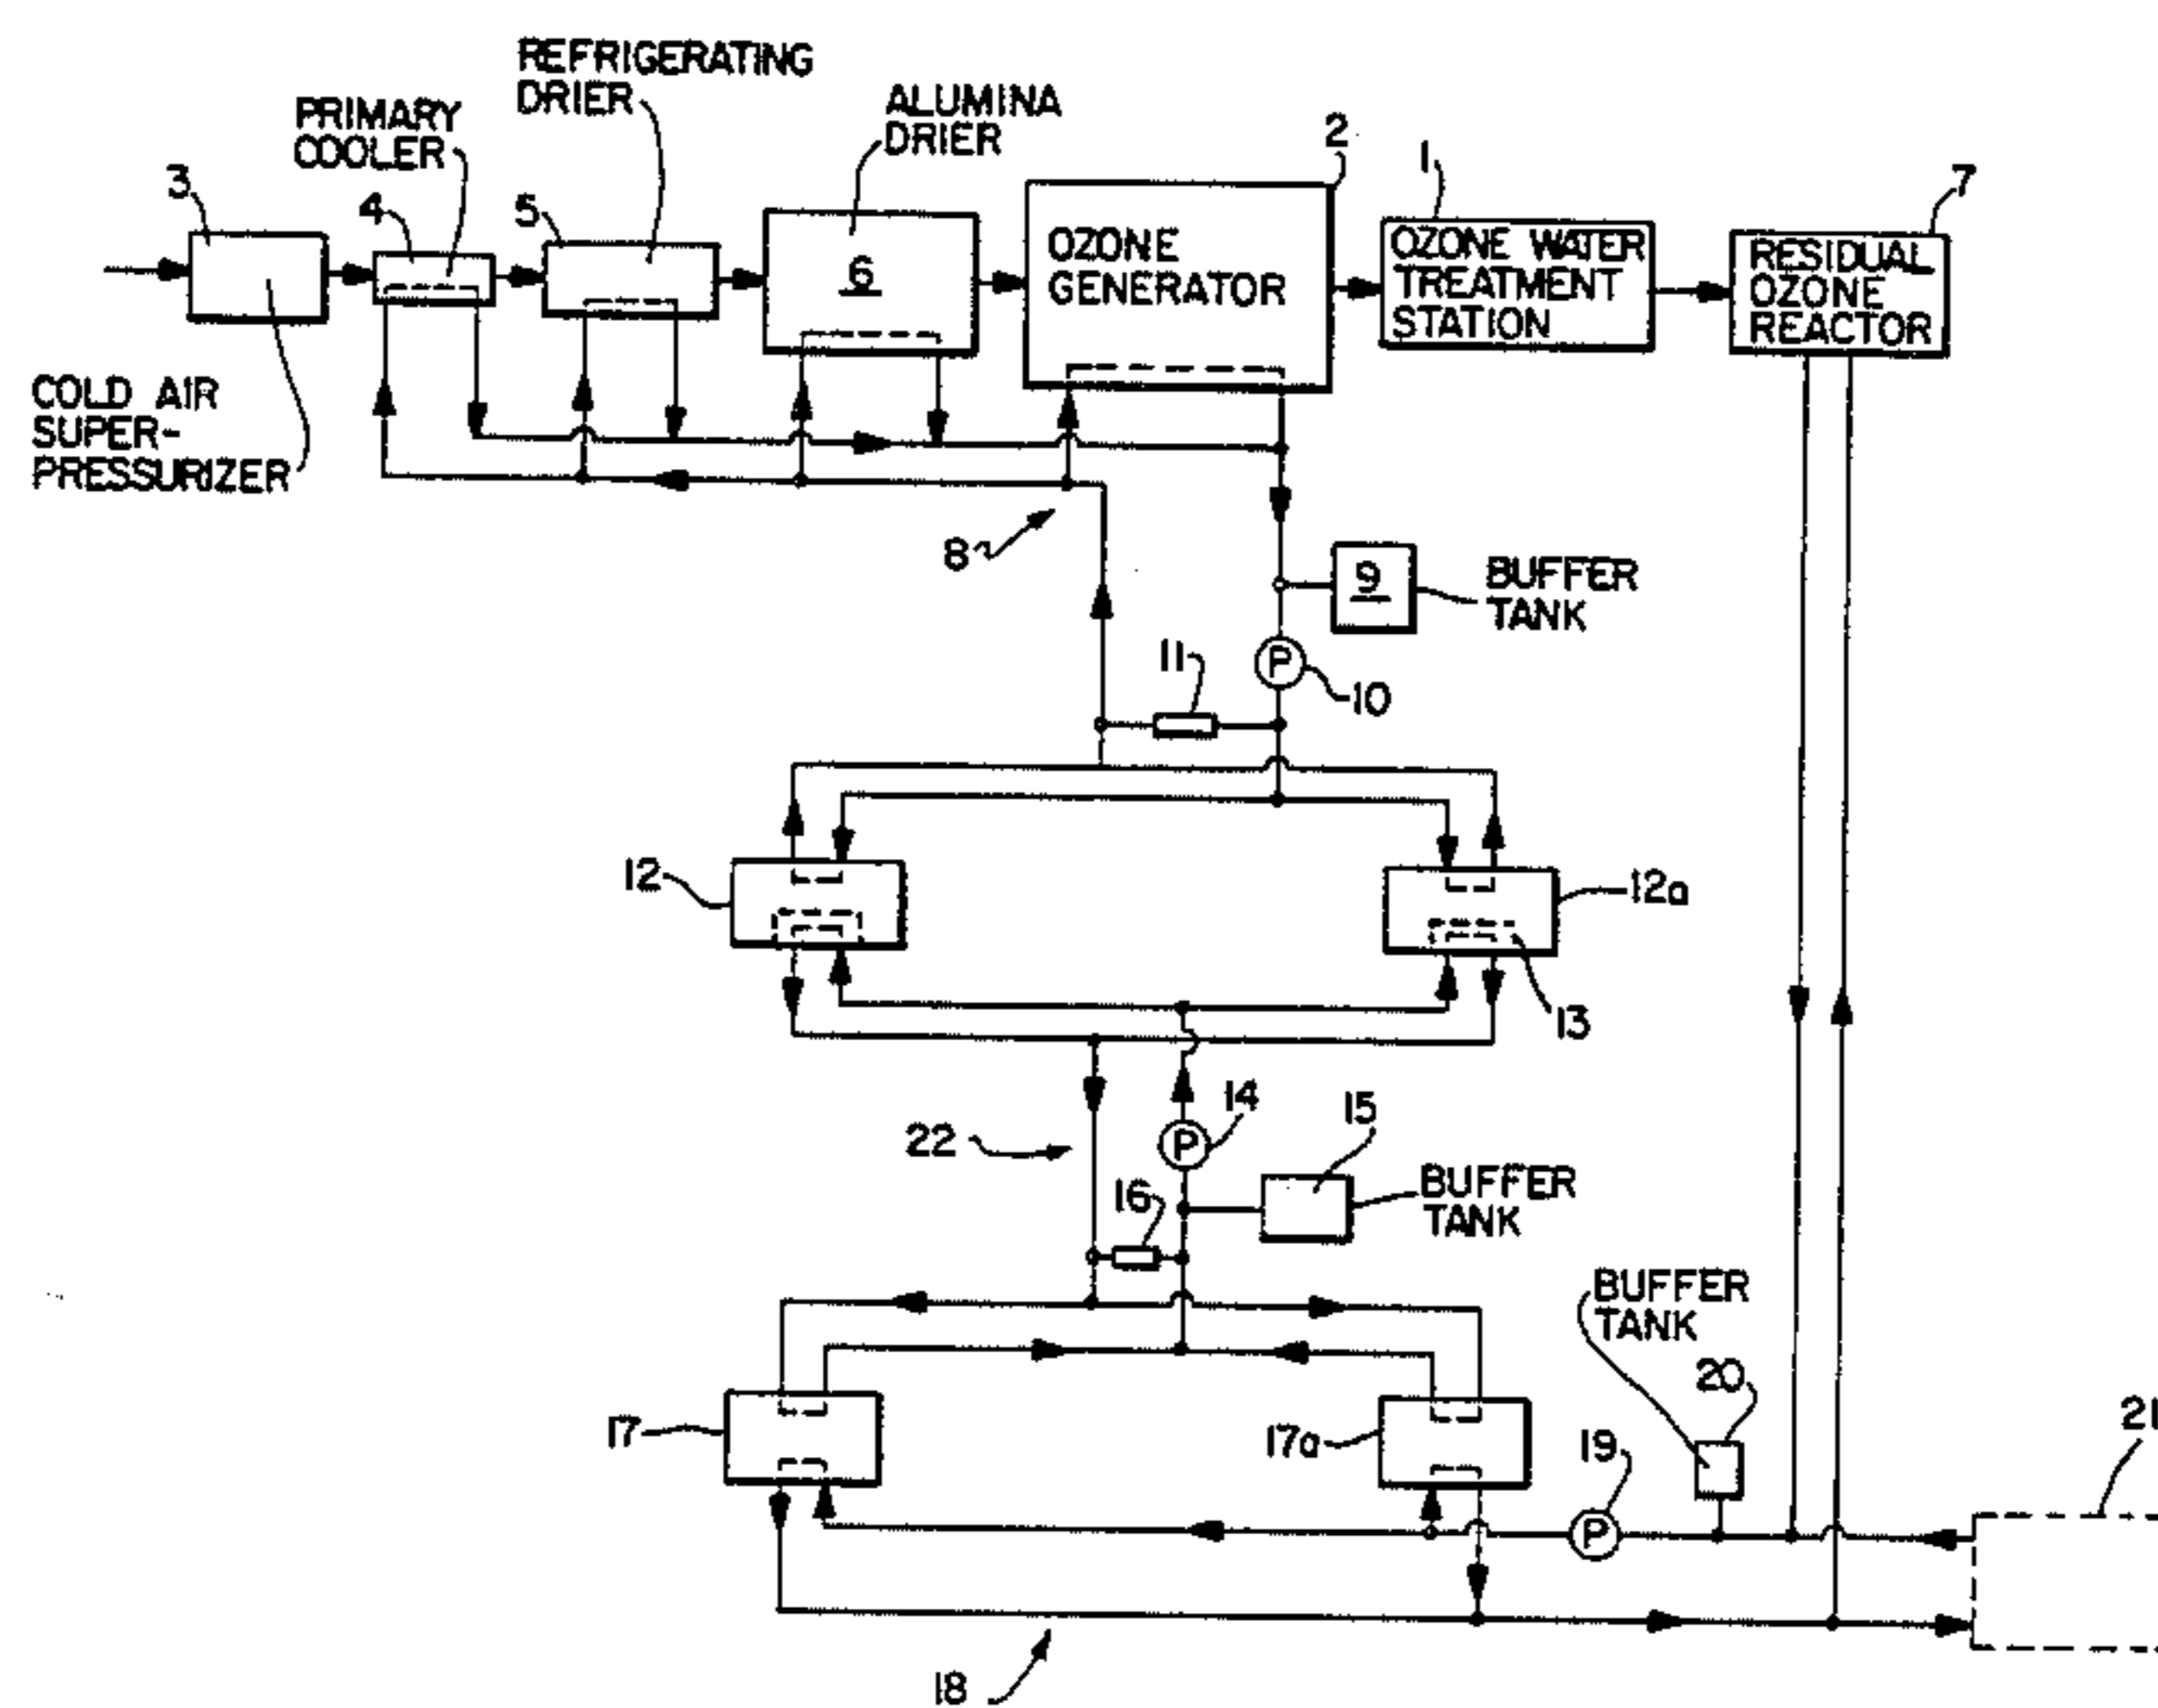 REFRIGERATING
DRIER
PRIMARY
COOLER
ALUMINA
DRIER
2
1
7
3
4
5
6
OZONE
GENERATOR
OZONE WATER
TREATMENT
STATION
RESIDUAL
OZONE
REACTOR
COLD AIR
SUPER-
PRESSURIZER
8
9
BUFFER
TANK
P
10
11
12
12a
13
14
15
22
P
16
BUFFER
TANK
BUFFER
TANK
20
21
17
17a
19
P
18